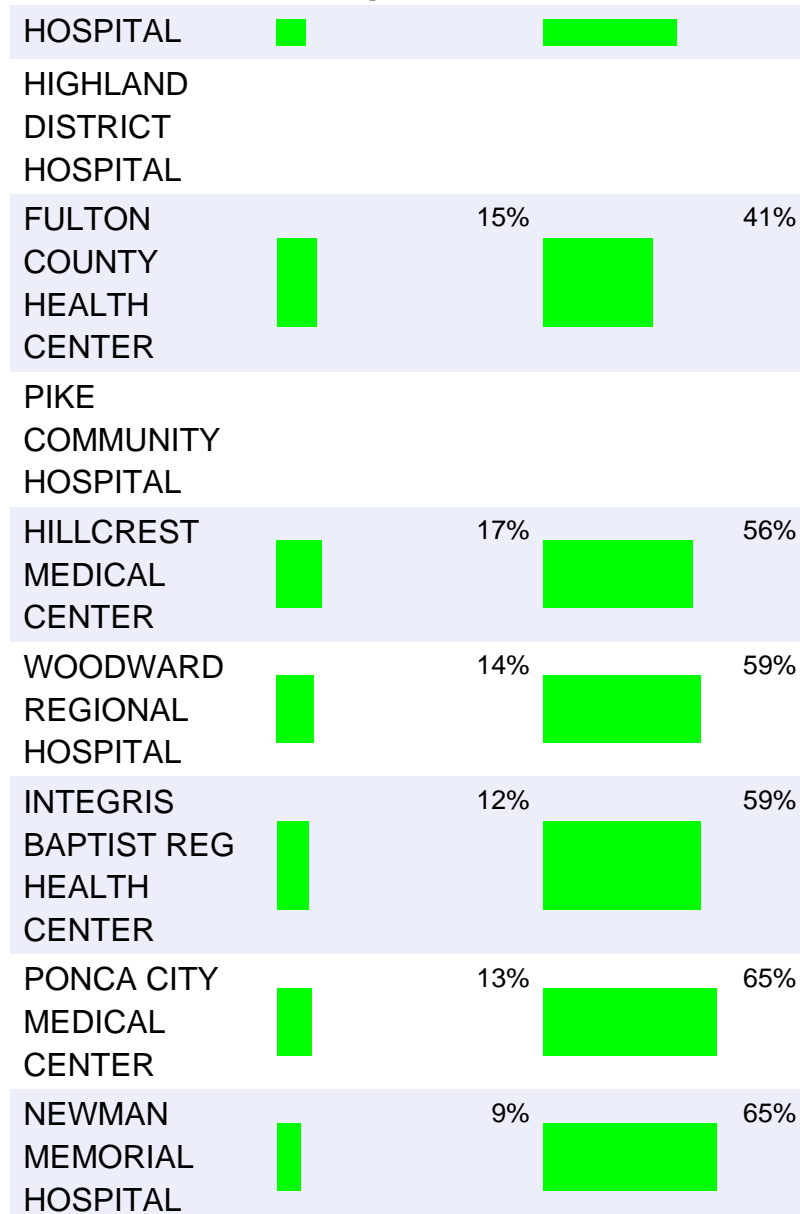 HOSPITAL
HIGHLAND
DISTRICT
HOSPITAL
FULTON 15% 41%
COUNTY
HEALTH
CENTER
PIKE
COMMUNITY
HOSPITAL
HILLCREST 17% 56%
MEDICAL
CENTER
WOODWARD 14% 59%
REGIONAL
HOSPITAL
INTEGRIS 12% 59%
BAPTIST REG
HEALTH
CENTER
PONCA CITY 13% 65%
MEDICAL
CENTER
NEWMAN 9% 65%
MEMORIAL
HOSPITAL